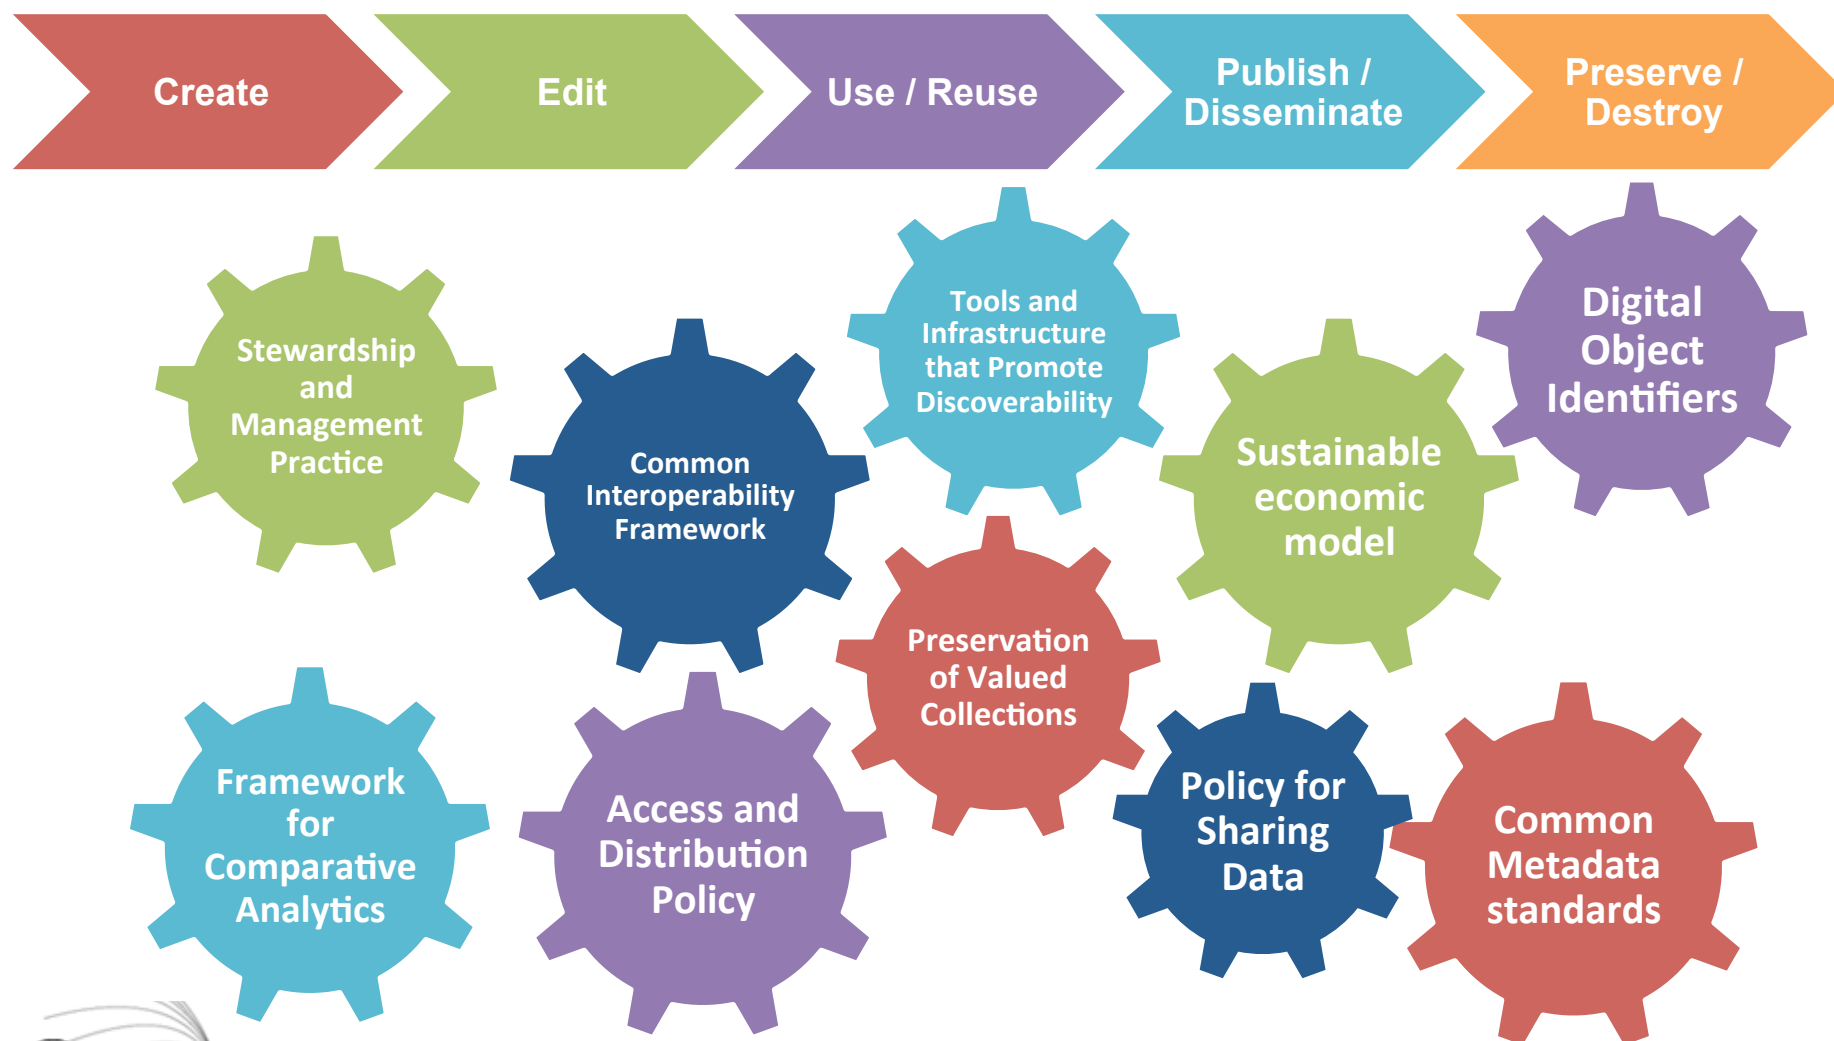 Create
Edit
Use / Reuse
Publish /
Disseminate
Preserve /
Destroy
Stewardship
and
Management
Practice
Common
Interoperability
Framework
Tools and
Infrastructure
that Promote
Discoverability
Sustainable
economic
model
Digital
Object
Identifiers
Framework
for
Comparative
Analytics
Access and
Distribution
Policy
Preservation
of Valued
Collections
Policy for
Sharing
Data
Common
Metadata
standards